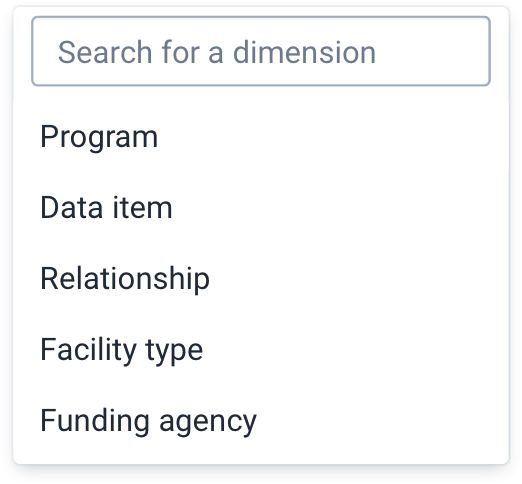 Search for a dimension
Program
Data item
Relationship
Facility type
Funding agency